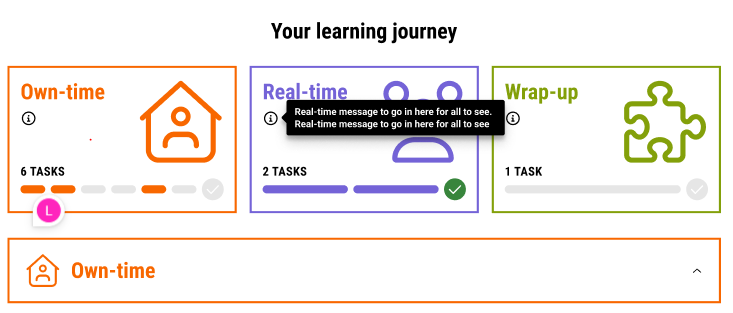 Your learning journey
Own-time
Real-time
Wrap-up
Real-time message to go in here for all to see.
Real-time message to go in here for all to see
6 TASKS
2 TASKS
1 TASK
L
Own-time